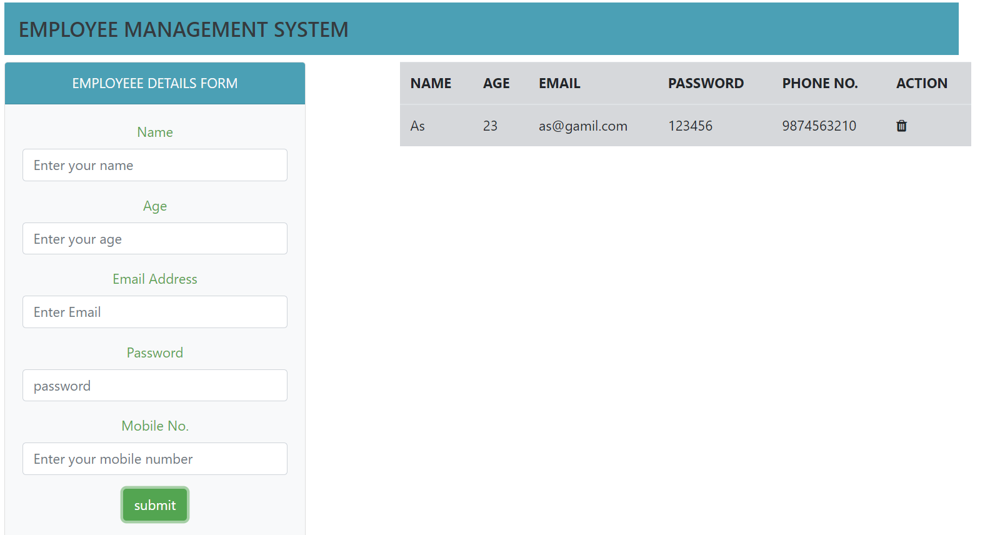 EMPLOYEE MANAGEMENT SYSTEM
EMPLOYEEE DETAILS FORM
Name
Enter your name
Age
Enter your age
Email Address
Enter Email
Password
password
Mobile No.
Enter your mobile number
submit
NAME AGE EMAIL PASSWORD PHONE NO. ACTION
As 23 as@gamil.com 123456 9874563210